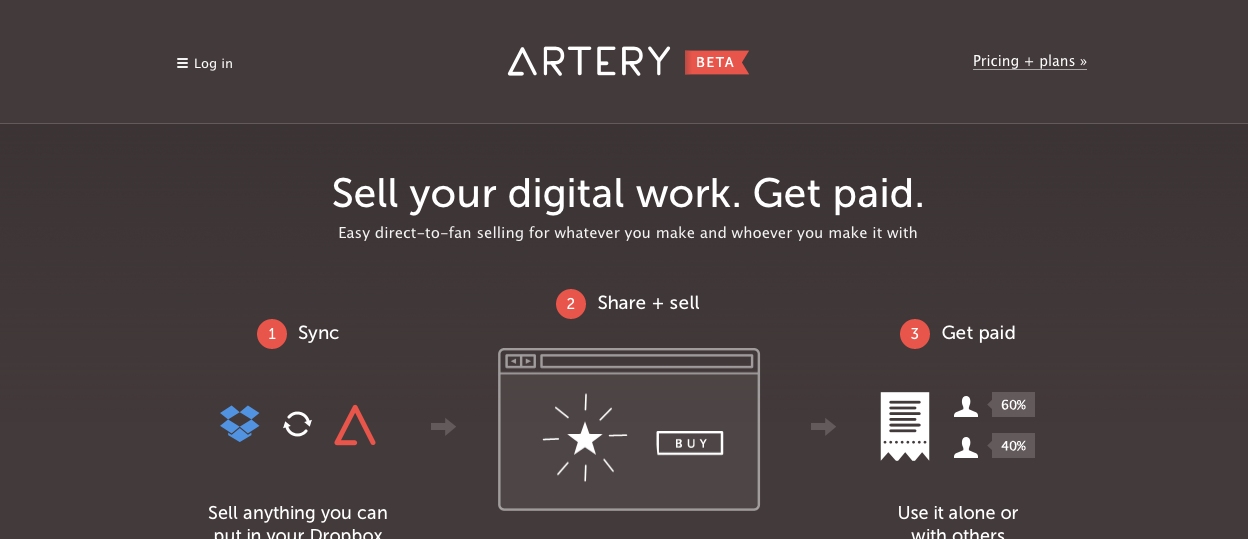 Log in
ARTERY BETA
Pricing + plans »
Sell your digital work. Get paid.
Easy direct-to-fan selling for whatever you make and whoever you make it with
1 Sync
2 Share + sell
3 Get paid
BUY
60%
40%
Sell anything you can
put in your Dropbox
Use it alone or
with others